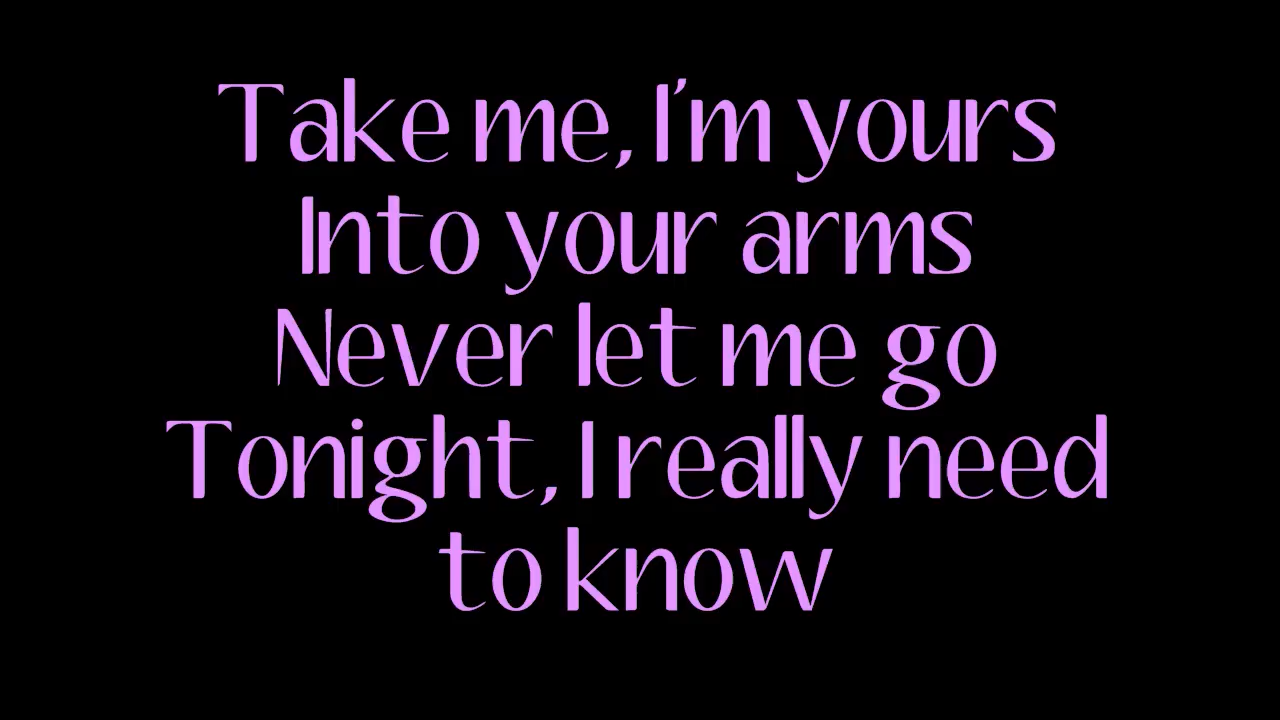 Take me, I'm yours
Into your arms
Never let me go
Tonight, I really need
to know